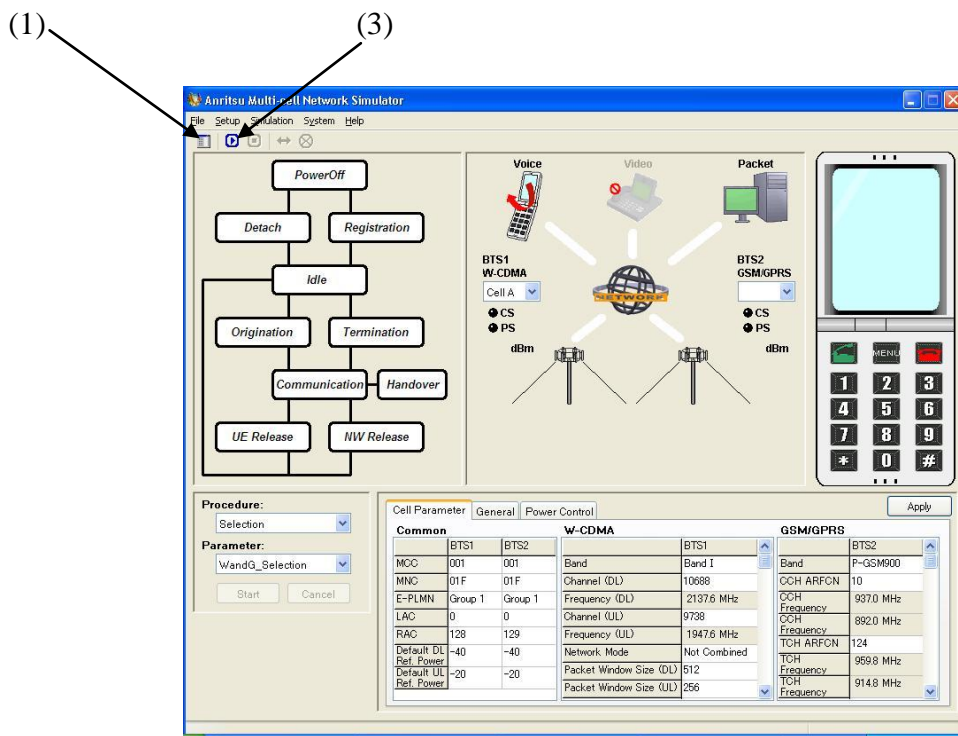 (1)
(3)
Anritsu Multi-cell Network Simulator
File Setup Simulation System Help
PowerOff
Detach
Registration
Idle
Origination
Termination
Communication
Handover
UE Release
NW Release
Voice
Video
Packet
BTS1
W-CDMA
Cell A
CS
PS
dBm
NETWORK
BTS2
GSM/GPRS
CS
PS
dBm
MENU
1 2 3
4 5 6
7 8 9
* 0 #
Procedure:
Selection
Parameter:
WandG_Selection
Start Cancel
Cell Parameter General Power Control
Apply
Common
BTS1 BTS2
MCC 001 001
MNC 01F 01F
E-PLMN Group 1 Group 1
LAC 0 0
RAC 128 129
Default DL Ref. Power -40 -40
Default UL Ref. Power -20 -20
W-CDMA
BTS1
Band Band I
Channel (DL) 10688
Frequency (DL) 2137.6 MHz
Channel (UL) 9738
Frequency (UL) 1947.6 MHz
Network Mode Not Combined
Packet Window Size (DL) 512
Packet Window Size (UL) 256
GSM/GPRS
BTS2
Band P-GSM900
CCH ARFCN 10
CCH Frequency 937.0 MHz
CCH Frequency 892.0 MHz
TCH ARFCN 124
TCH Frequency 959.8 MHz
TCH Frequency 914.8 MHz